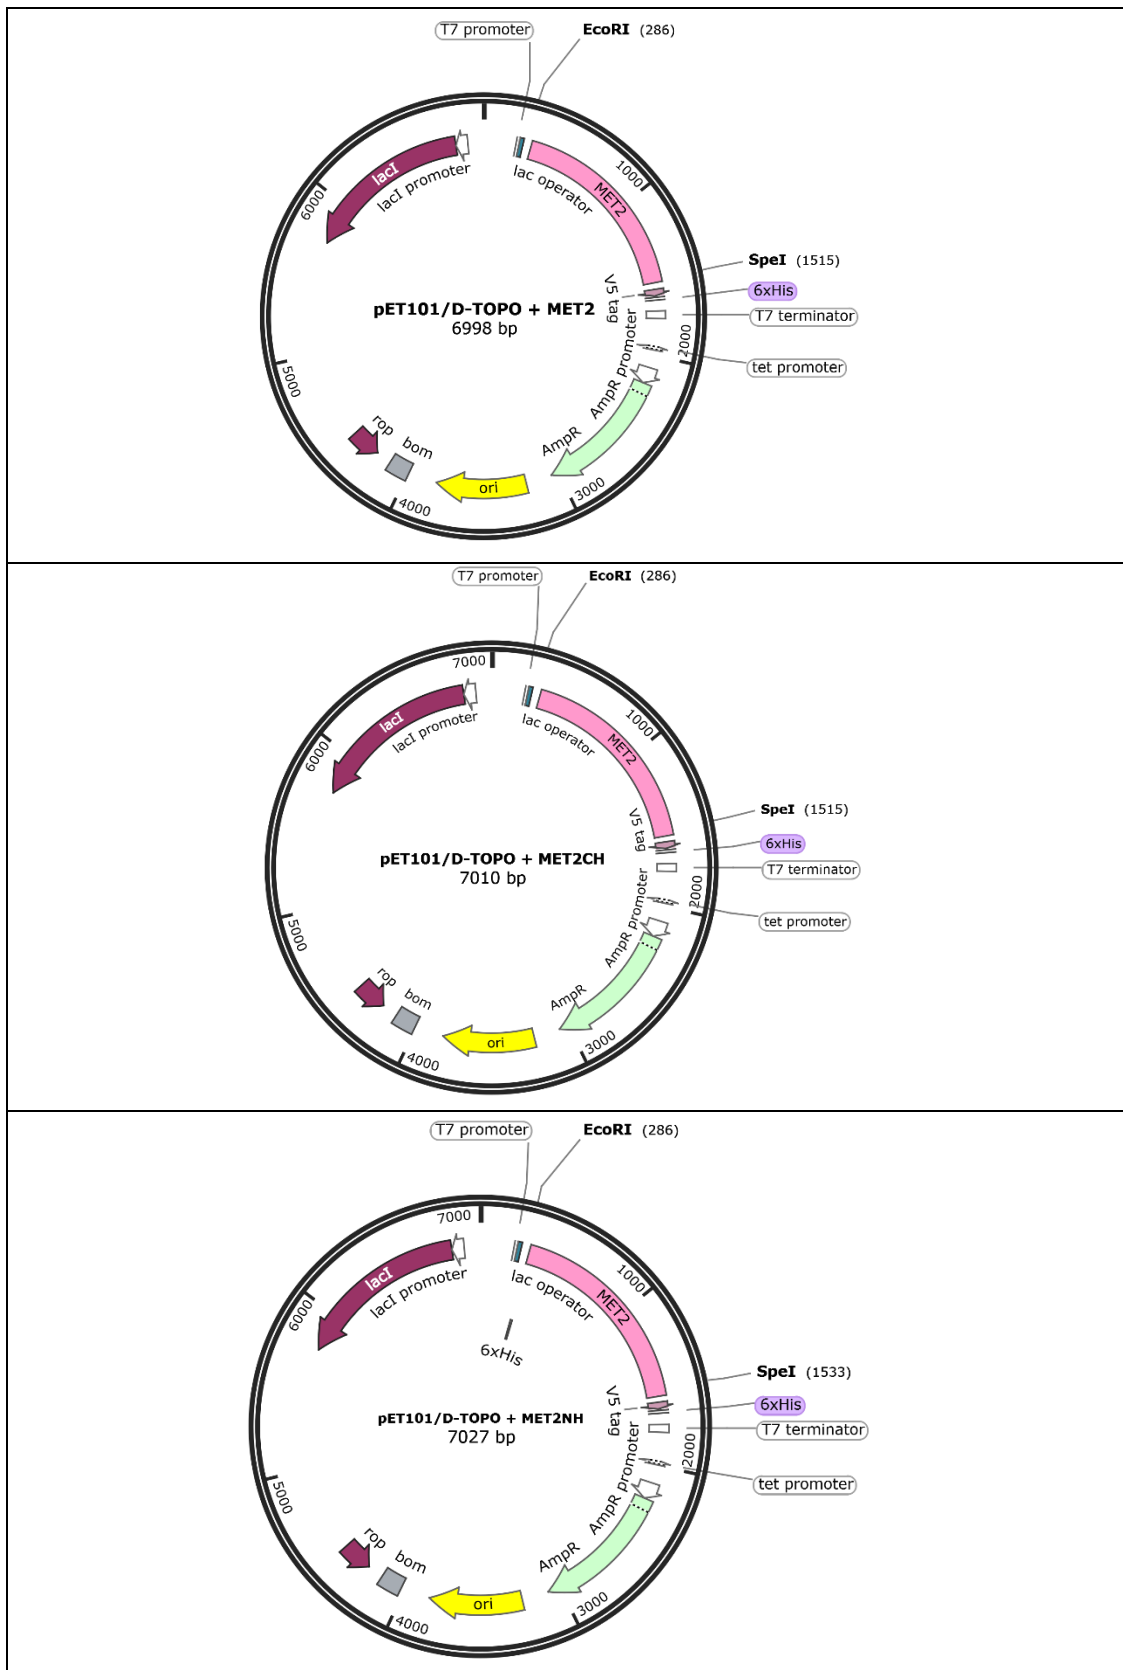 T7 promoter
EcoRI (286)
lacI
lacI promoter
lac operator
MET2
1000
6000
SpeI (1515)
6xHis
V5 tag
T7 terminator
pET101/D-TOPO + MET2
6998 bp
2000
tet promoter
AmpR promoter
5000
AmpR
rop
bom
ori
3000
4000
T7 promoter
EcoRI (286)
7000
lacI
lacI promoter
lac operator
MET2
1000
6000
SpeI (1515)
6xHis
V5 tag
T7 terminator
pET101/D-TOPO + MET2CH
7010 bp
2000
tet promoter
AmpR promoter
5000
AmpR
rop
bom
ori
3000
4000
T7 promoter
EcoRI (286)
7000
lacI
lacI promoter
lac operator
MET2
1000
6000
6xHis
SpeI (1533)
6xHis
V5 tag
T7 terminator
pET101/D-TOPO + MET2NH
7027 bp
2000
tet promoter
AmpR promoter
5000
AmpR
rop
bom
ori
3000
4000